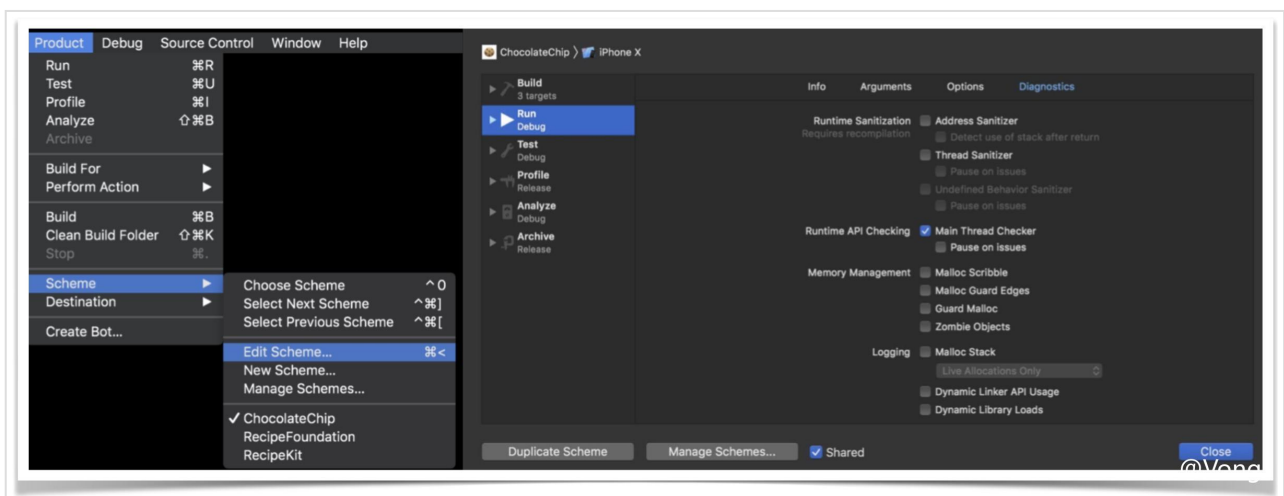 Product Debug Source Control Window Help
Run ⌘R
Test ⌘U
Profile ⌘I
Analyze ⇧⌘B
Archive
Build For ▶
Perform Action ▶
Build ⌘B
Clean Build Folder ⇧⌘K
Stop ⌘.
Scheme ▶
Destination ▶
Create Bot...
Choose Scheme ^0
Select Next Scheme ^⌘]
Select Previous Scheme ^⌘[
Edit Scheme... ⌘<
New Scheme...
Manage Schemes...
✓ ChocolateChip
RecipeFoundation
RecipeKit
ChocolateChip 〉 iPhone X
Build
3 targets
Run
Debug
Test
Debug
Profile
Release
Analyze
Debug
Archive
Release
Info Arguments Options Diagnostics
Runtime Sanitization Address Sanitizer
Requires recompilation Detect use of stack after return
Thread Sanitizer
Pause on issues
Undefined Behavior Sanitizer
Pause on issues
Runtime API Checking Main Thread Checker
Pause on issues
Memory Management Malloc Scribble
Malloc Guard Edges
Guard Malloc
Zombie Objects
Logging Malloc Stack
Live Allocations Only
Dynamic Linker API Usage
Dynamic Library Loads
Duplicate Scheme Manage Schemes... Shared Close
@Vong